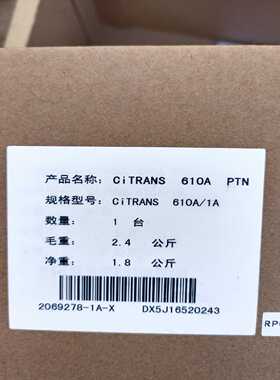 产品名称: CiTRANS 610A PTN
规格型号: CiTRANS 610A/1A
数量: 1 台
毛重: 2.4 公斤
净重: 1.8 公斤
2069278-1A-X DX5J16520243